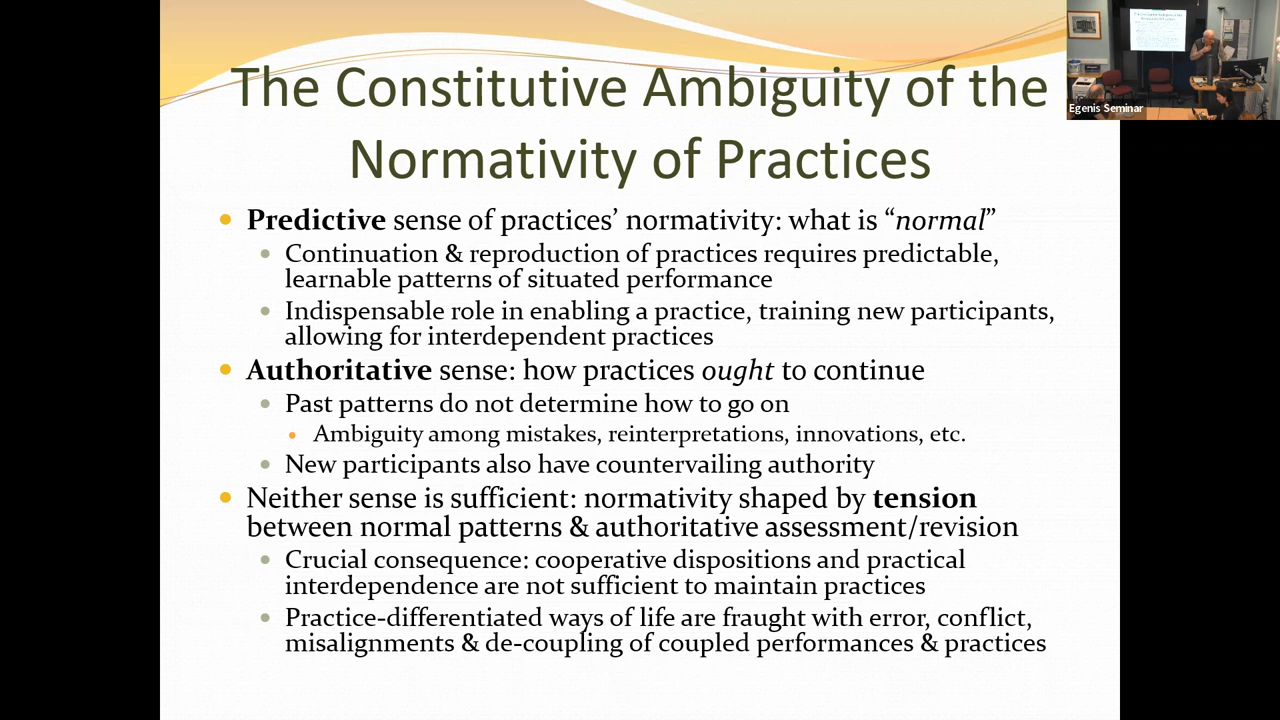 The Constitutive Ambiguity of the
Normativity of Practices
Egenis Seminar
• Predictive sense of practices’ normativity: what is “normal”
• Continuation & reproduction of practices requires predictable,
learnable patterns of situated performance
• Indispensable role in enabling a practice, training new participants,
allowing for interdependent practices
• Authoritative sense: how practices ought to continue
• Past patterns do not determine how to go on
• Ambiguity among mistakes, reinterpretations, innovations, etc.
• New participants also have countervailing authority
• Neither sense is sufficient: normativity shaped by tension
between normal patterns & authoritative assessment/revision
• Crucial consequence: cooperative dispositions and practical
interdependence are not sufficient to maintain practices
• Practice-differentiated ways of life are fraught with error, conflict,
misalignments & de-coupling of coupled performances & practices